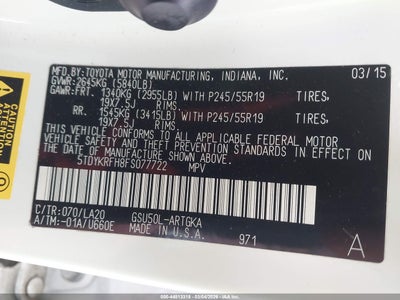 MFD.BY:TOYOTA MOTOR MANUFACTURING, INDIANA, INC. 03/15
GVWR:2645KG (5840LB)
GAWR:FRT. 1340KG (2955LB) WITH P245/55R19 TIRES,
19X7.5J RIMS,
RR. 1545KG (3415LB) WITH P245/55R19 TIRES,
19X7.5J RIMS,
THIS VEHICLE CONFORMS TO ALL APPLICABLE FEDERAL MOTOR
VEHICLE SAFETY AND THEFT PREVENTION STANDARDS IN EFFECT
ON THE DATE OF MANUFACTURE SHOWN ABOVE.
5TDYKRFH8FS077722 MPV
C/TR:070/LA20 GSU50L-ARTGKA
A/TM:-01A/U660E MADE IN U.S.A. 971 A
CAUTION